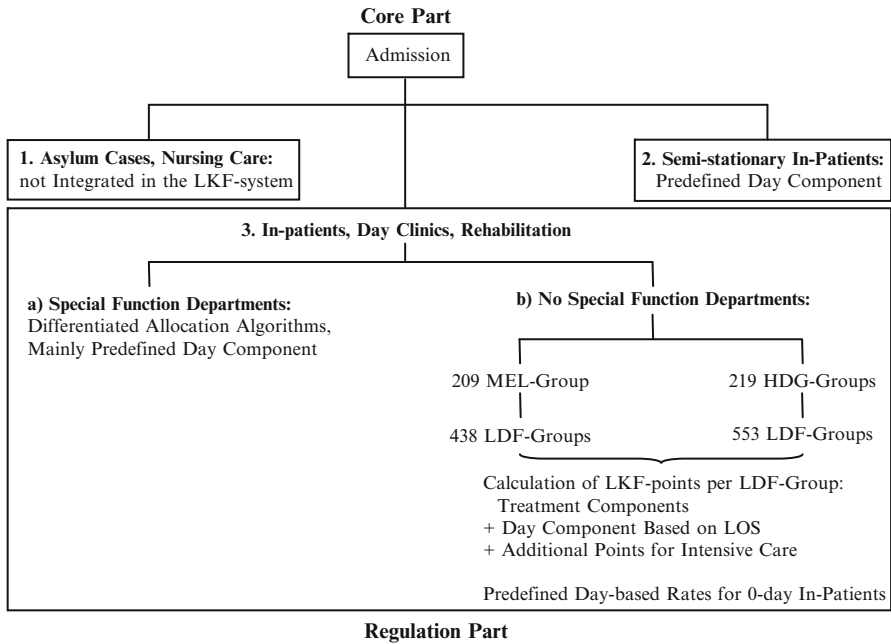 Core Part
Admission
1. Asylum Cases, Nursing Care:
not Integrated in the LKF-system
2. Semi-stationary In-Patients:
Predefined Day Component
3. In-patients, Day Clinics, Rehabilitation
a) Special Function Departments:
Differentiated Allocation Algorithms,
Mainly Predefined Day Component
b) No Special Function Departments:
209 MEL-Group
219 HDG-Groups
438 LDF-Groups
553 LDF-Groups
Calculation of LKF-points per LDF-Group:
Treatment Components
+ Day Component Based on LOS
+ Additional Points for Intensive Care
Predefined Day-based Rates for 0-day In-Patients
Regulation Part